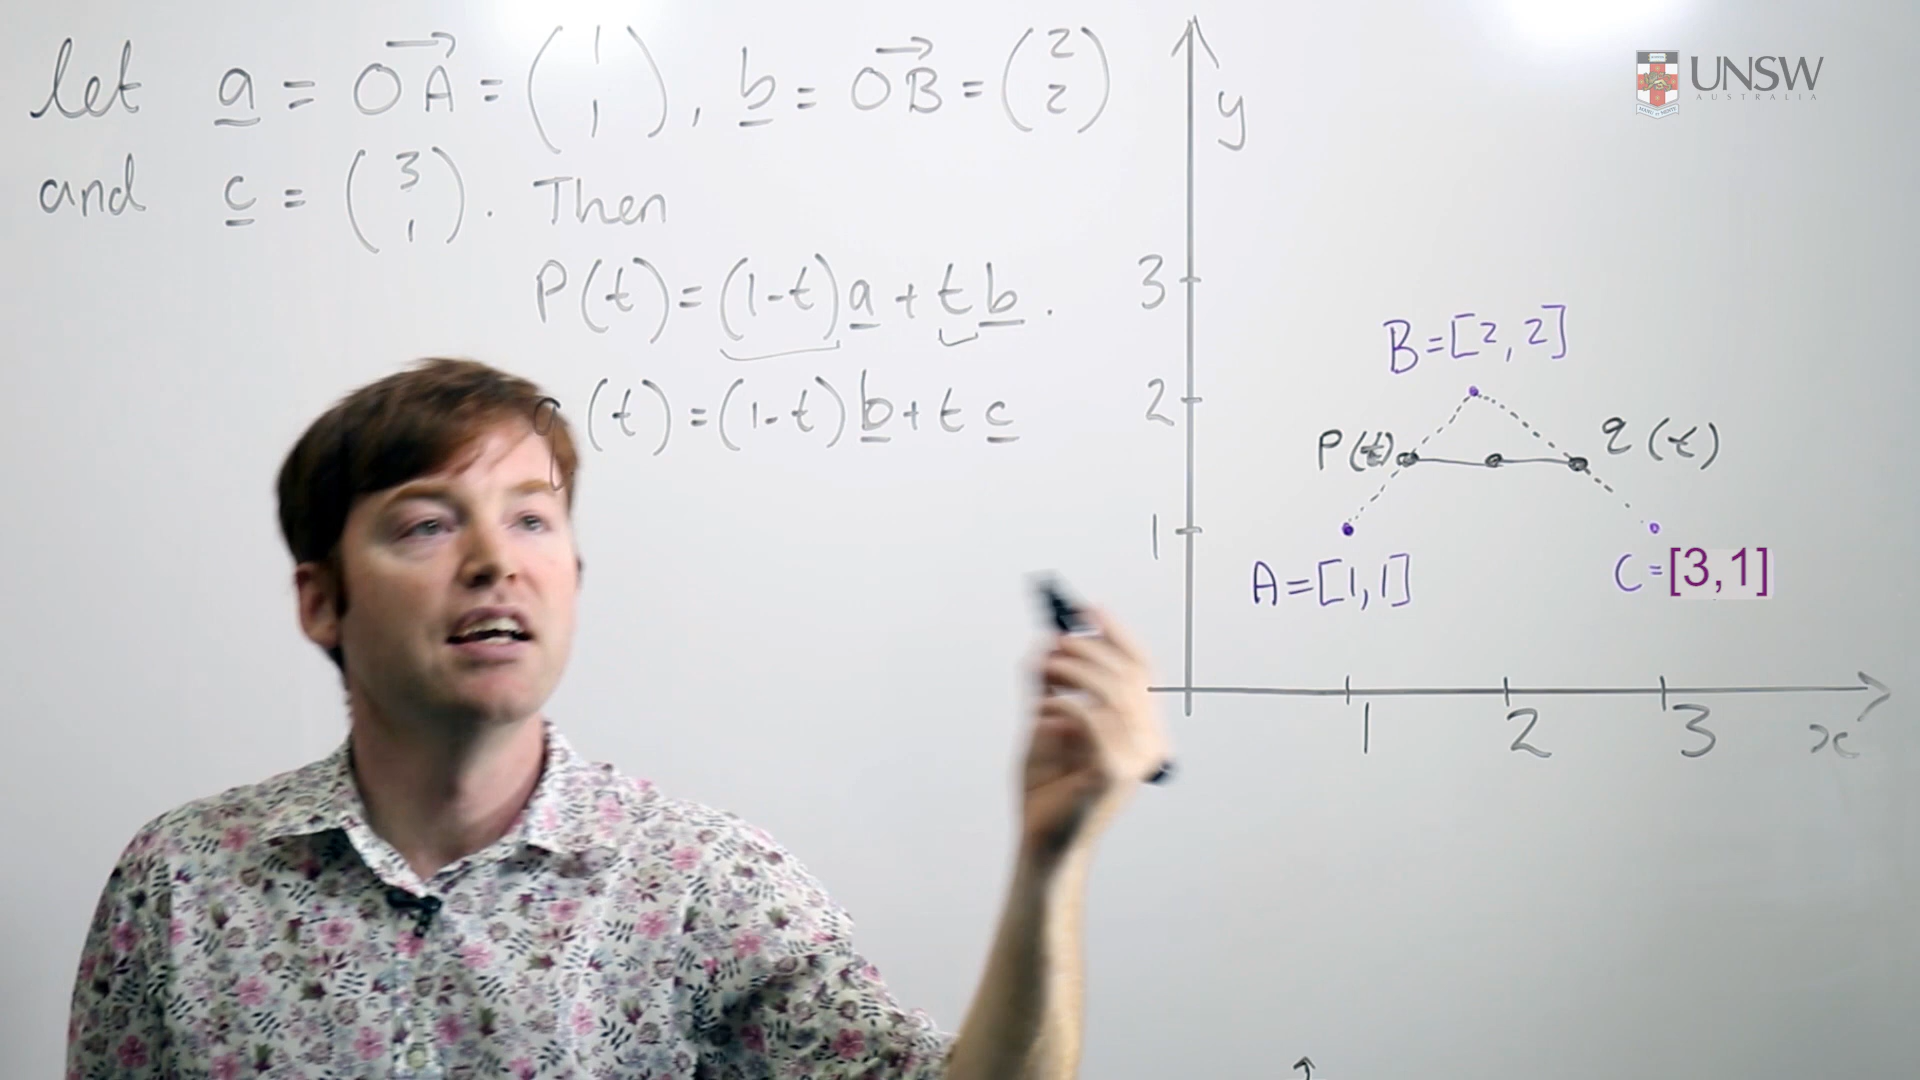 let a = OA = (1 1), b = OB = (2 2)
and c = (3 1). Then
P(t) = (1-t)a + tb.
q(t) = (1-t)b + tc
y
UNSW
AUSTRALIA
3
B=[2,2]
2
P(t)
q(t)
1
A=[1,1]
C=[3,1]
1 2 3 x